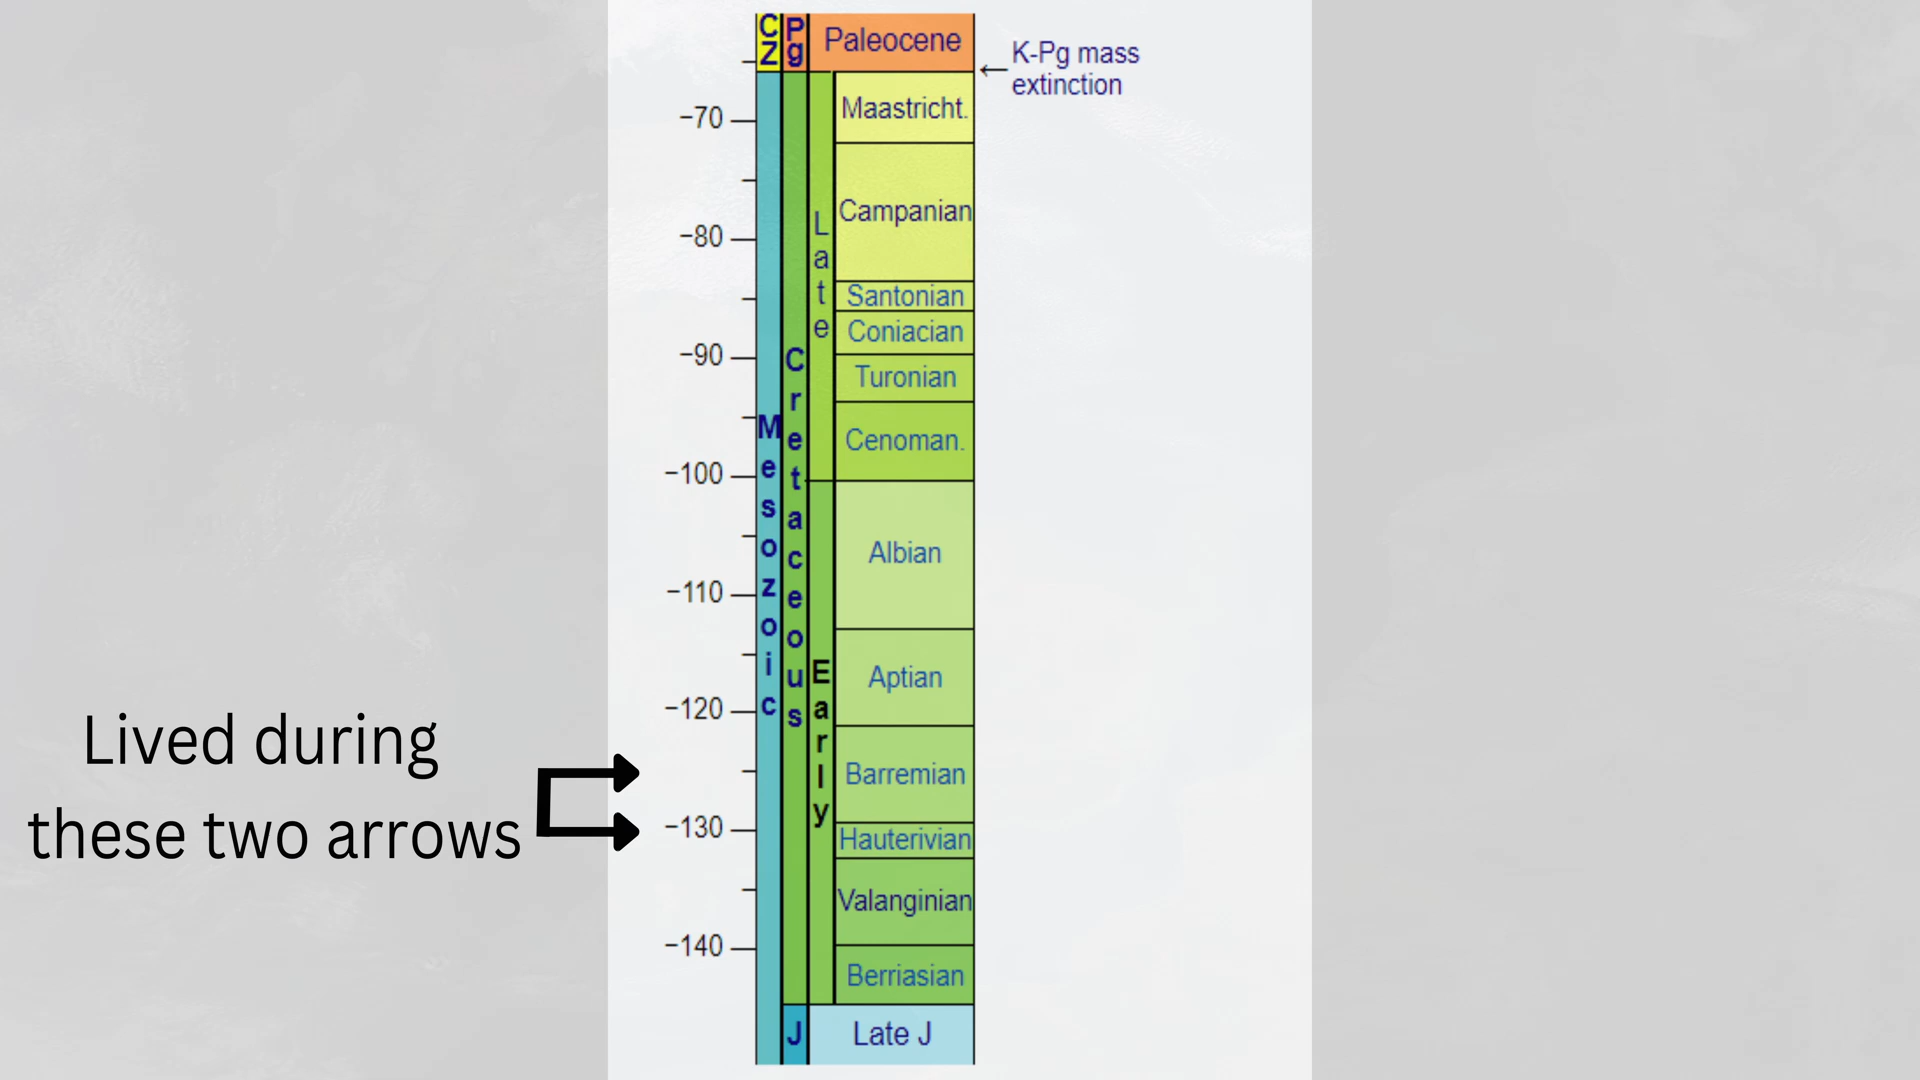 CZ
Pg
Paleocene
K-Pg mass
extinction
Maastricht.
−70
Campanian
−80
Late
Santonian
Coniacian
−90
Turonian
Cretaceous
Mesozoic
Cenoman.
−100
Albian
−110
Early
Aptian
−120
Lived during
these two arrows
Barremian
−130
Hauterivian
Valanginian
−140
Berriasian
J
Late J